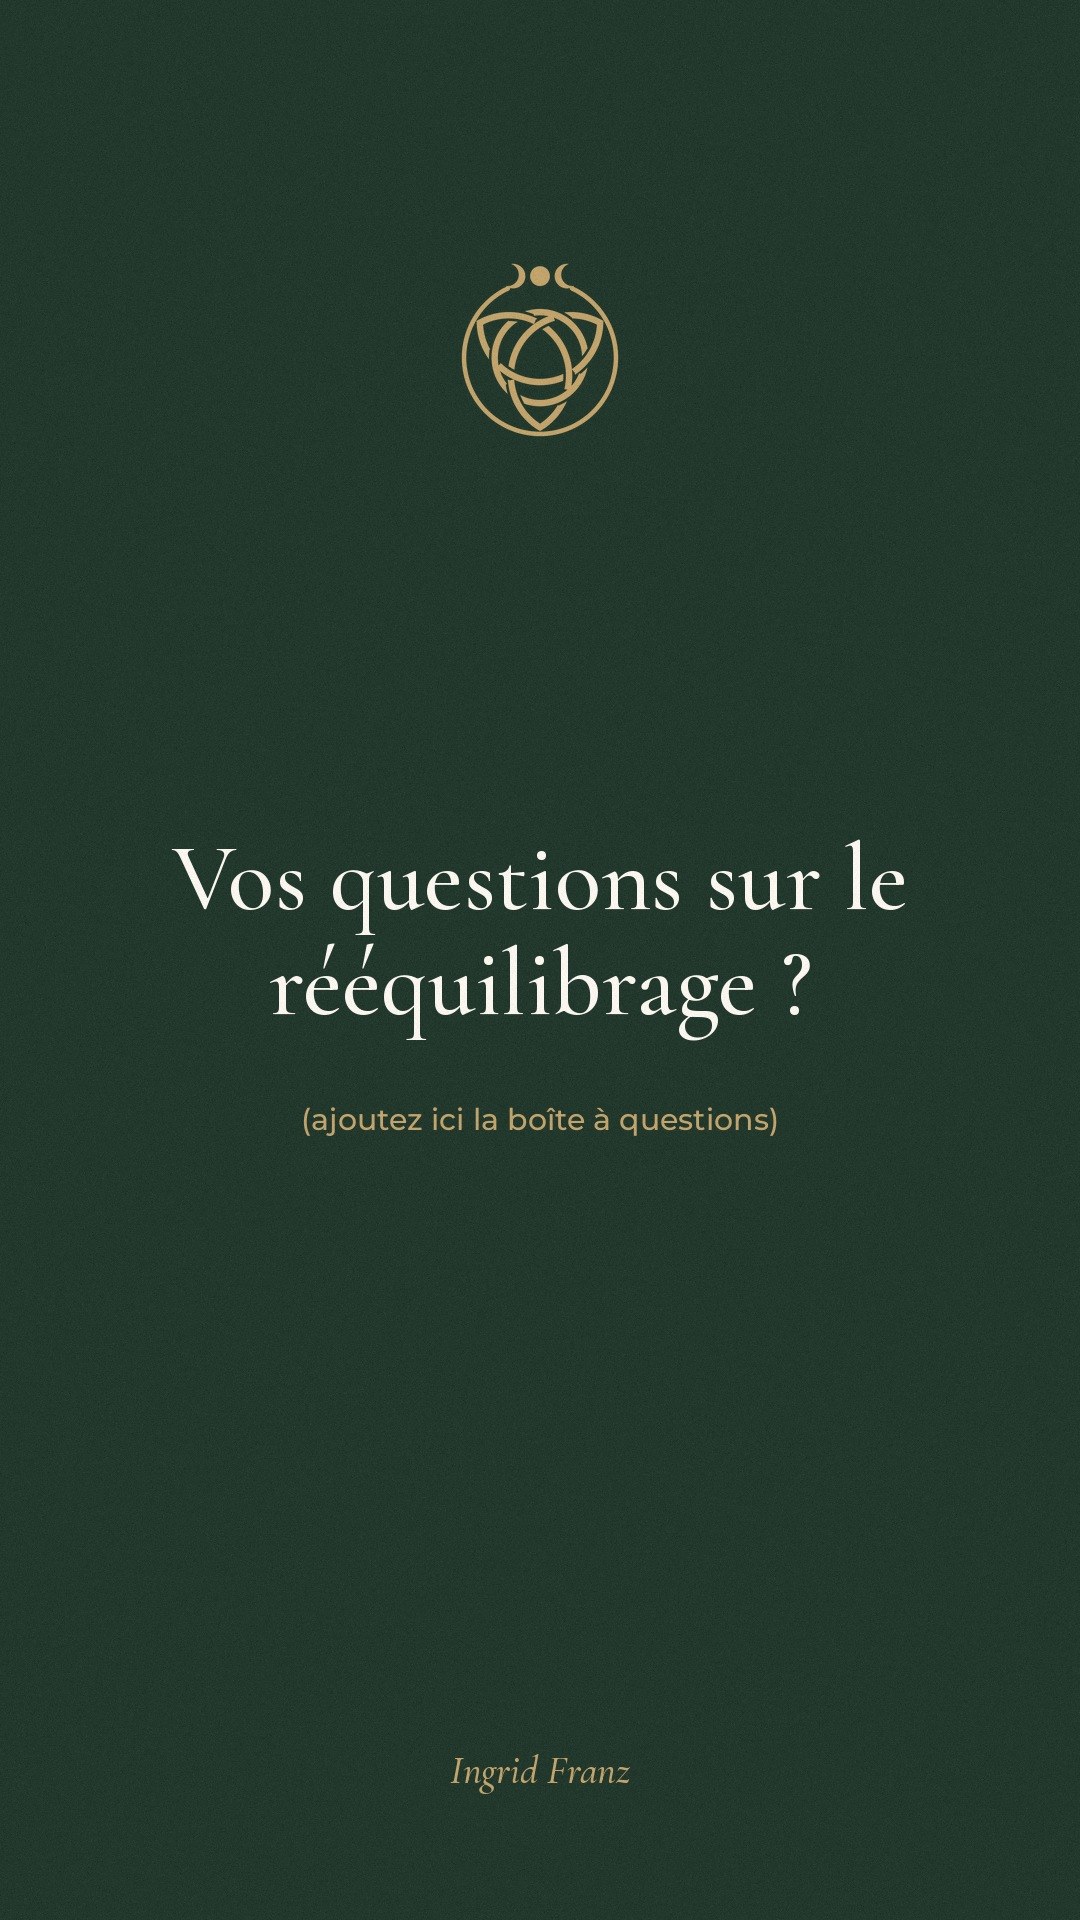 Vos questions sur le
rééquilibrage ?
(ajoutez ici la boîte à questions)
Ingrid Franz